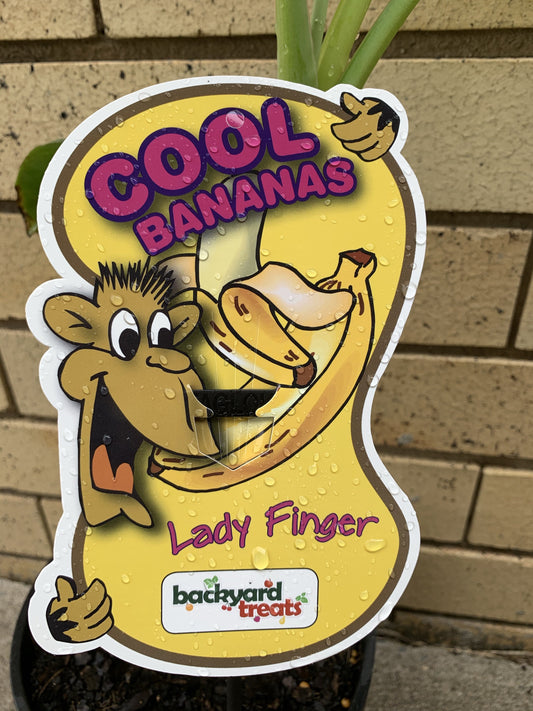 COOL
BANANAS
Lady Finger
backyard
treats